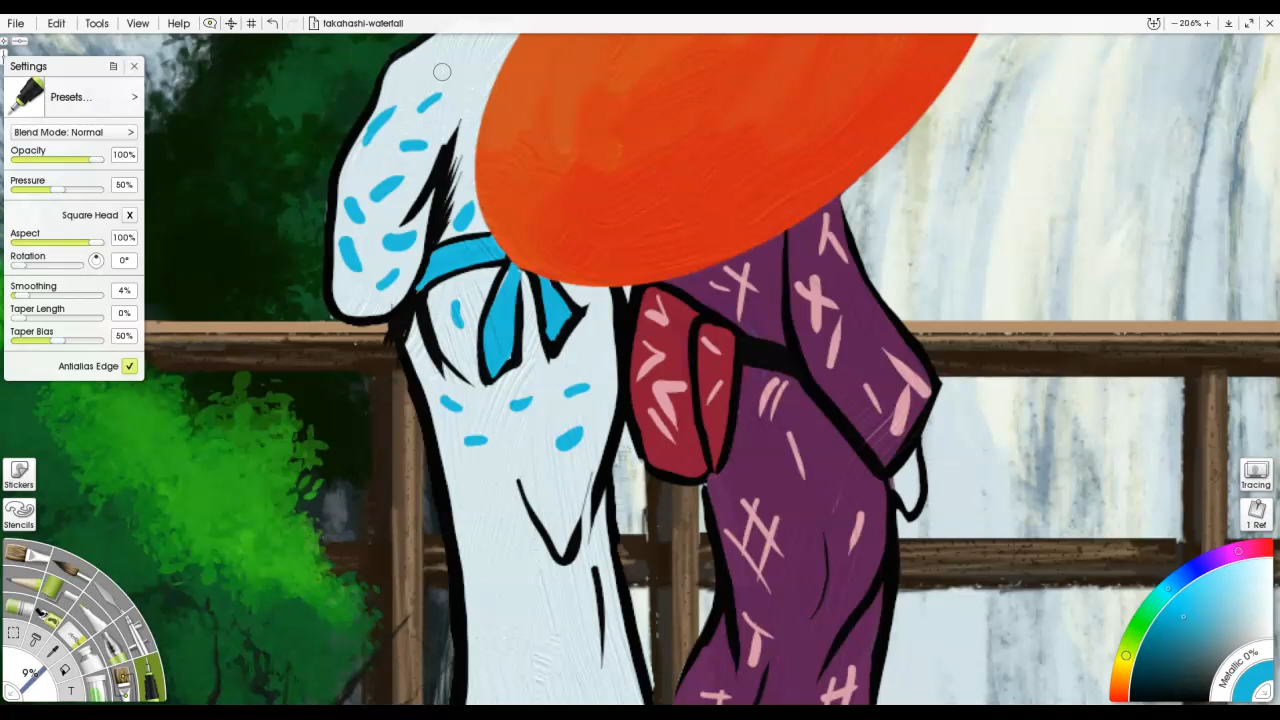 File Edit Tools View Help takahashi-waterfall − 206% +
Settings
Presets... >
Blend Mode: Normal >
Opacity 100%
Pressure 50%
Square Head X
Aspect 100%
Rotation 0°
Smoothing 4%
Taper Length 0%
Taper Bias 50%
Antialias Edge
Stickers
Stencils
Tracing
1 Ref
9%
T
Metallic 0%